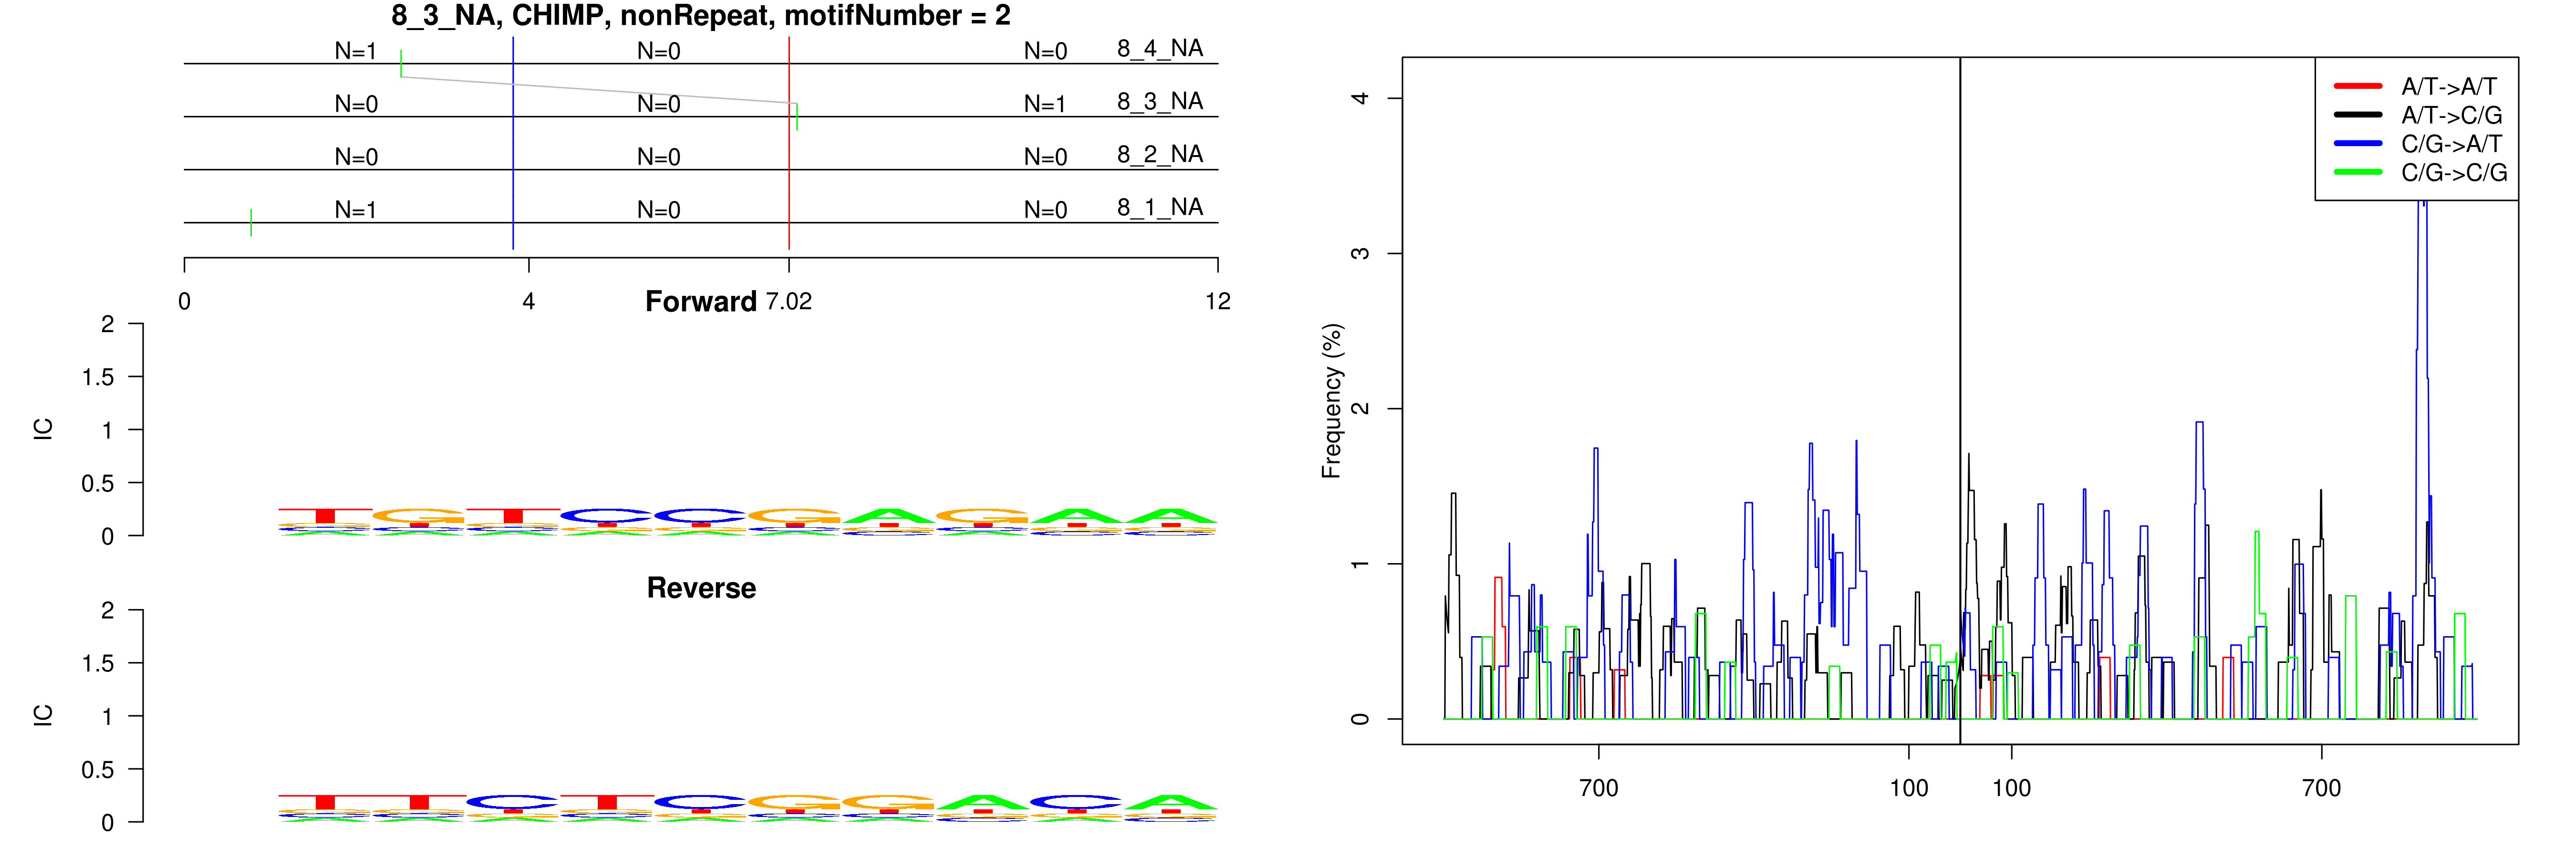 8_3_NA, CHIMP, nonRepeat, motifNumber = 2
N=1 N=0 N=0 8_4_NA
N=0 N=0 N=1 8_3_NA
N=0 N=0 N=0 8_2_NA
N=1 N=0 N=0 8_1_NA
0 4 7.02 12
Forward
2
1.5
1
0.5
0
IC
TGTCCGAGAA
Reverse
2
1.5
1
0.5
0
IC
TTCTCGGACA
Frequency (%)
4
3
2
1
0
700 100 100 700
A/T->A/T
A/T->C/G
C/G->A/T
C/G->C/G